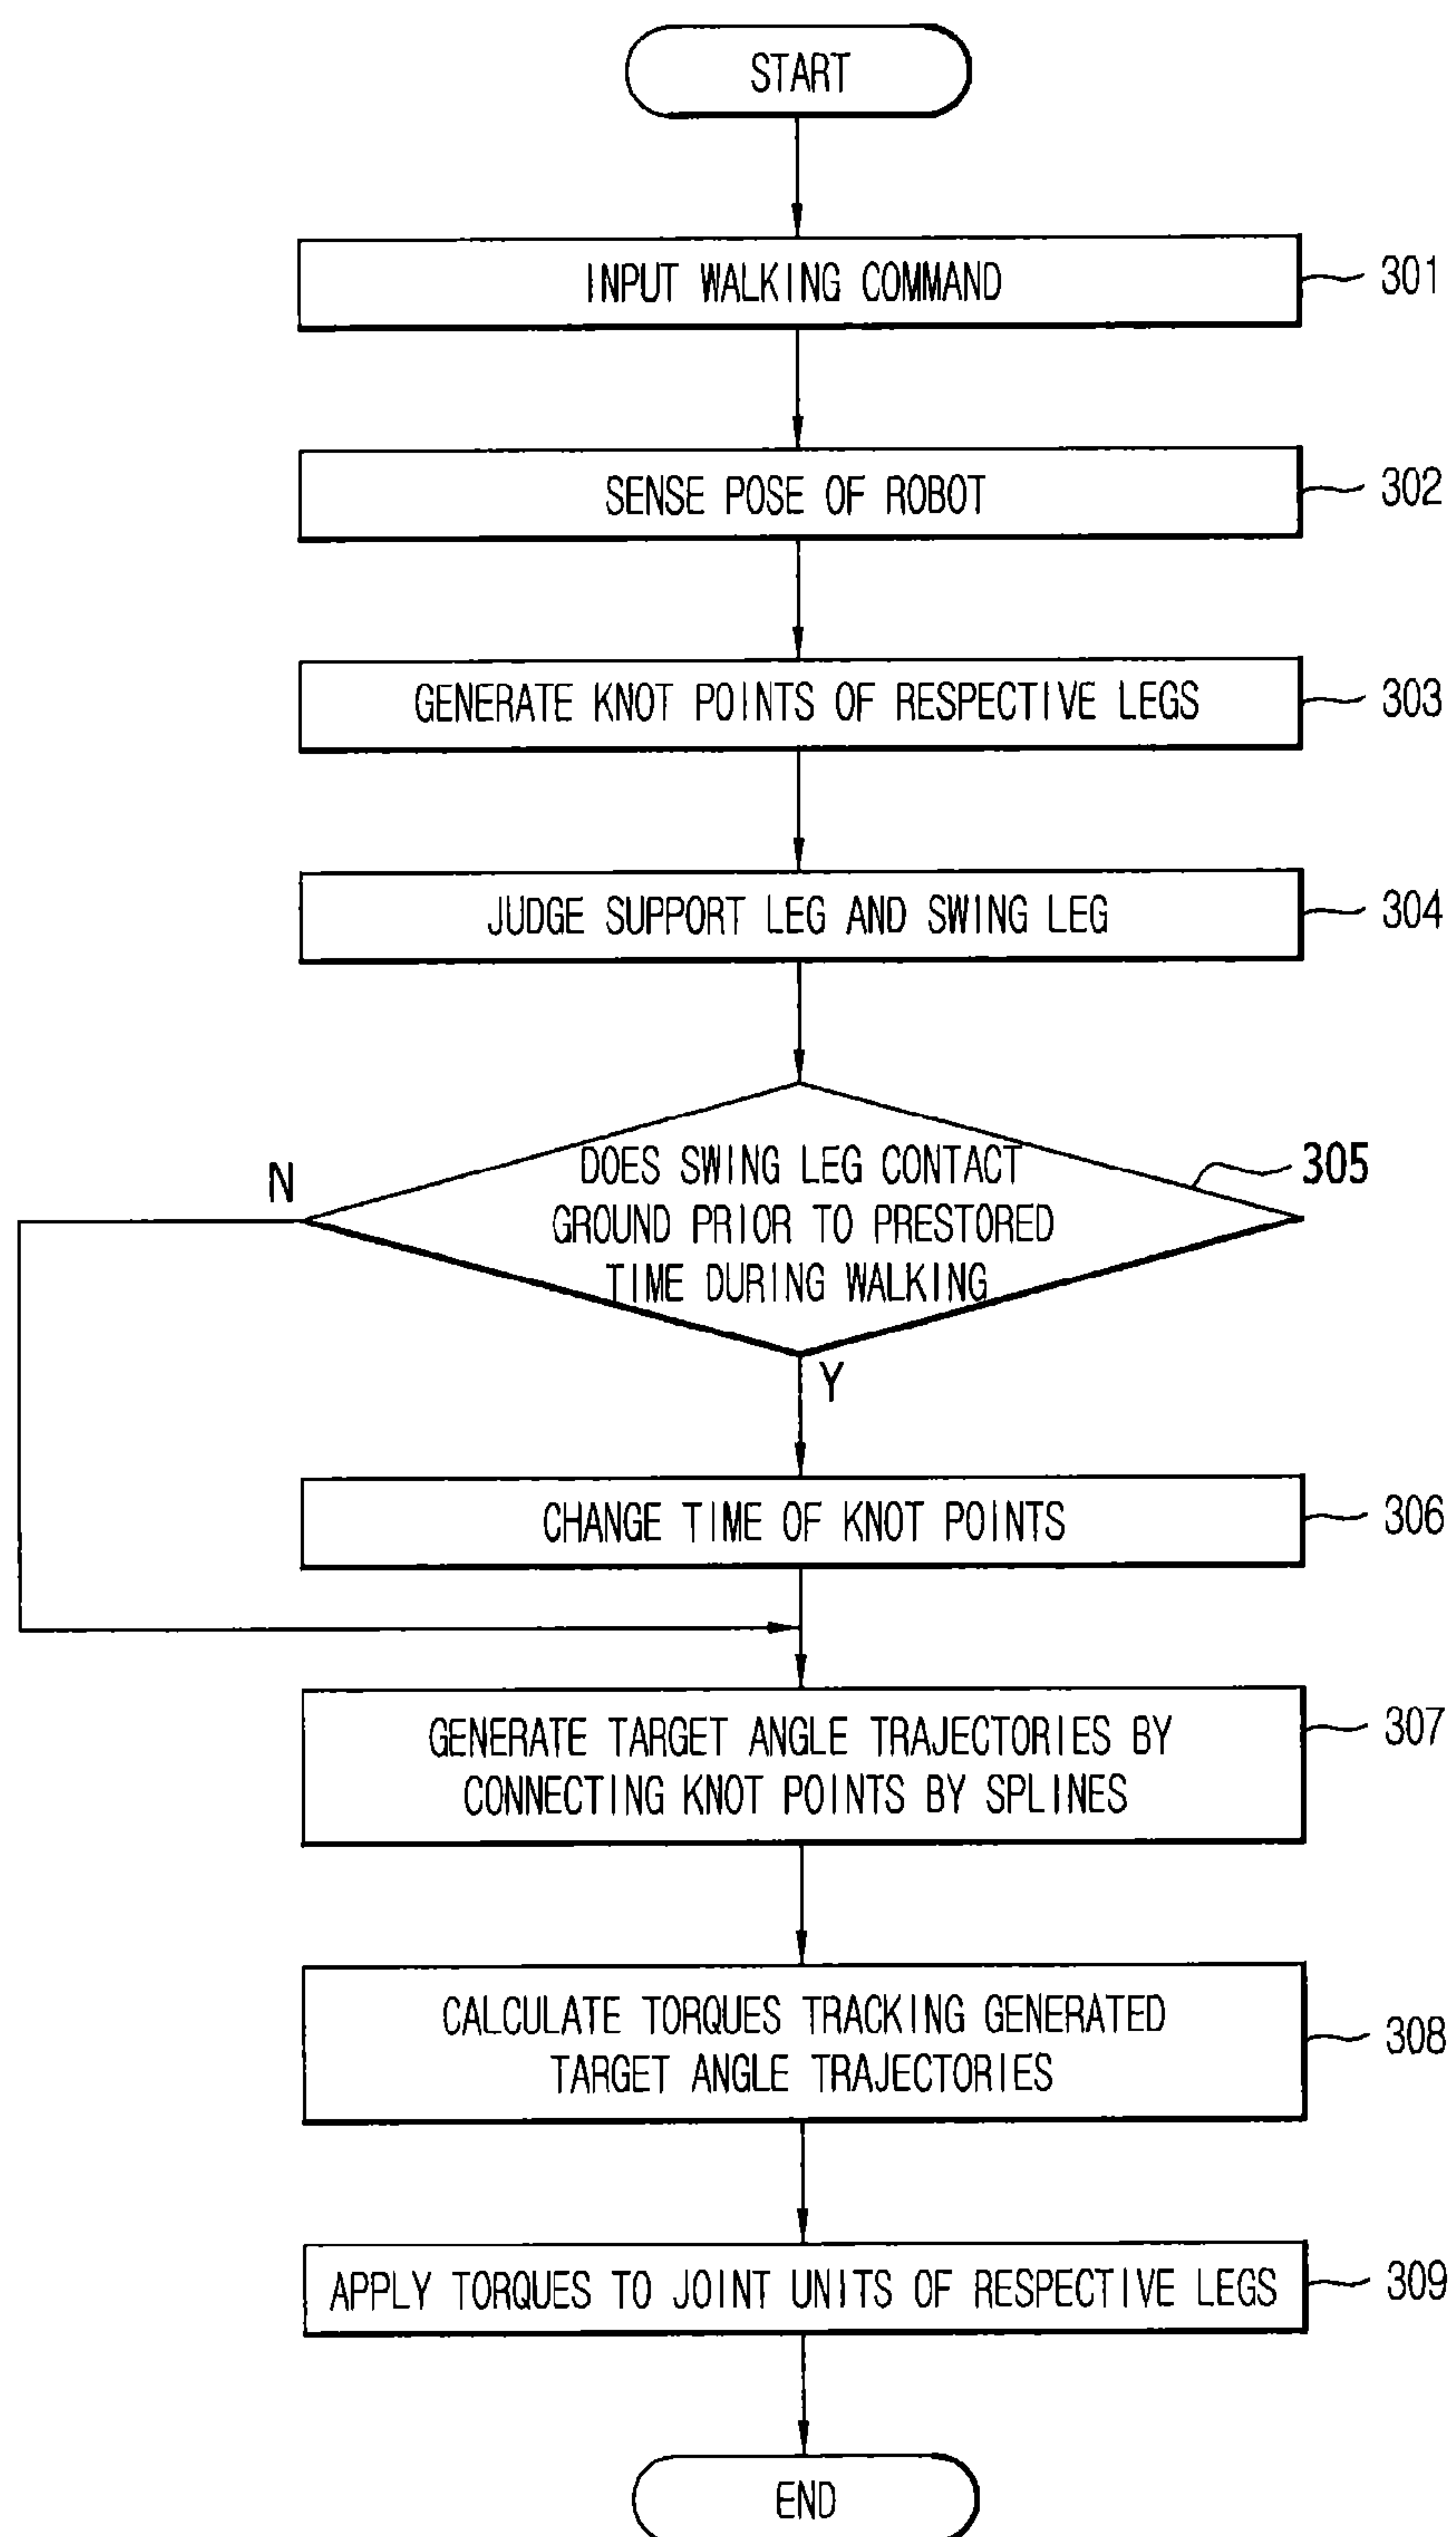 START
INPUT WALKING COMMAND
301
SENSE POSE OF ROBOT
302
GENERATE KNOT POINTS OF RESPECTIVE LEGS
303
JUDGE SUPPORT LEG AND SWING LEG
304
DOES SWING LEG CONTACT
GROUND PRIOR TO PRESTORED
TIME DURING WALKING
305
N
Y
CHANGE TIME OF KNOT POINTS
306
GENERATE TARGET ANGLE TRAJECTORIES BY
CONNECTING KNOT POINTS BY SPLINES
307
CALCULATE TORQUES TRACKING GENERATED
TARGET ANGLE TRAJECTORIES
308
APPLY TORQUES TO JOINT UNITS OF RESPECTIVE LEGS
309
END